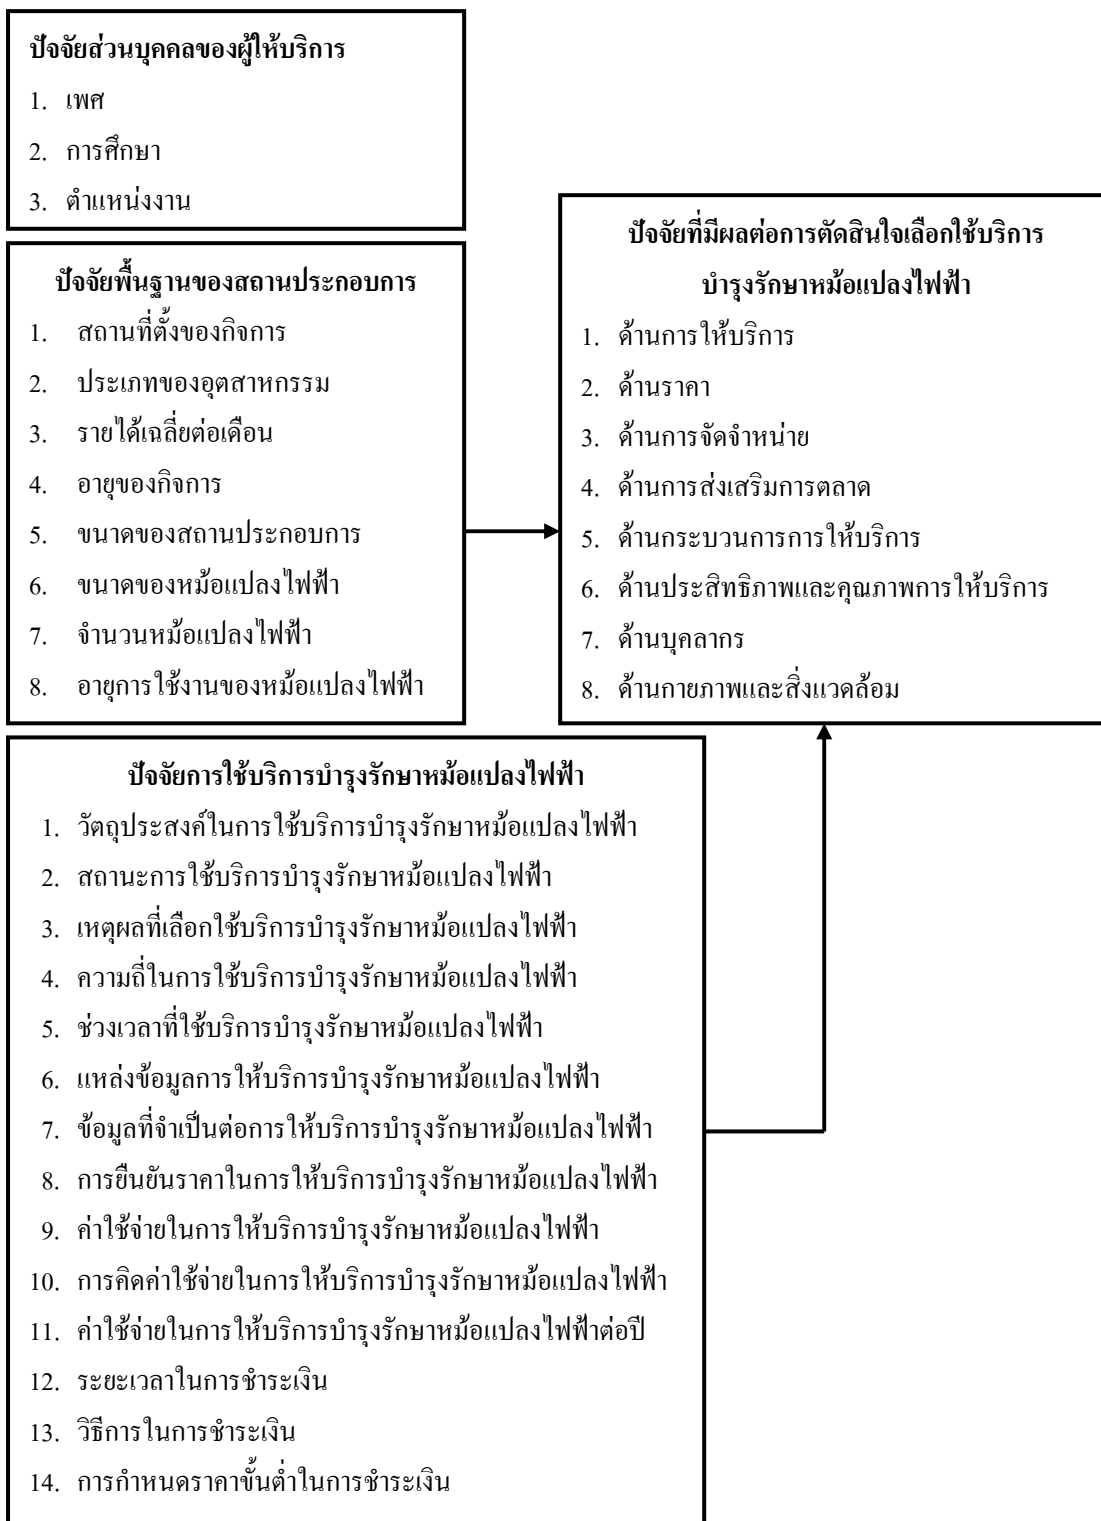 ปัจจัยส่วนบุคคลของผู้ให้บริการ
1. เพศ
2. การศึกษา
3. ตำแหน่งงาน
ปัจจัยพื้นฐานของสถานประกอบการ
1. สถานที่ตั้งของกิจการ
2. ประเภทของอุตสาหกรรม
3. รายได้เฉลี่ยต่อเดือน
4. อายุของกิจการ
5. ขนาดของสถานประกอบการ
6. ขนาดของหม้อแปลงไฟฟ้า
7. จำนวนหม้อแปลงไฟฟ้า
8. อายุการใช้งานของหม้อแปลงไฟฟ้า
ปัจจัยที่มีผลต่อการตัดสินใจเลือกใช้บริการ
บำรุงรักษาหม้อแปลงไฟฟ้า
1. ด้านการให้บริการ
2. ด้านราคา
3. ด้านการจัดจำหน่าย
4. ด้านการส่งเสริมการตลาด
5. ด้านกระบวนการการให้บริการ
6. ด้านประสิทธิภาพและคุณภาพการให้บริการ
7. ด้านบุคลากร
8. ด้านกายภาพและสิ่งแวดล้อม
ปัจจัยการใช้บริการบำรุงรักษาหม้อแปลงไฟฟ้า
1. วัตถุประสงค์ในการใช้บริการบำรุงรักษาหม้อแปลงไฟฟ้า
2. สถานะการใช้บริการบำรุงรักษาหม้อแปลงไฟฟ้า
3. เหตุผลที่เลือกใช้บริการบำรุงรักษาหม้อแปลงไฟฟ้า
4. ความถี่ในการใช้บริการบำรุงรักษาหม้อแปลงไฟฟ้า
5. ช่วงเวลาที่ใช้บริการบำรุงรักษาหม้อแปลงไฟฟ้า
6. แหล่งข้อมูลการให้บริการบำรุงรักษาหม้อแปลงไฟฟ้า
7. ข้อมูลที่จำเป็นต่อการให้บริการบำรุงรักษาหม้อแปลงไฟฟ้า
8. การยืนยันราคาในการให้บริการบำรุงรักษาหม้อแปลงไฟฟ้า
9. ค่าใช้จ่ายในการให้บริการบำรุงรักษาหม้อแปลงไฟฟ้า
10. การคิดค่าใช้จ่ายในการให้บริการบำรุงรักษาหม้อแปลงไฟฟ้า
11. ค่าใช้จ่ายในการให้บริการบำรุงรักษาหม้อแปลงไฟฟ้าต่อปี
12. ระยะเวลาในการชำระเงิน
13. วิธีการในการชำระเงิน
14. การกำหนดราคาขั้นต่ำในการชำระเงิน